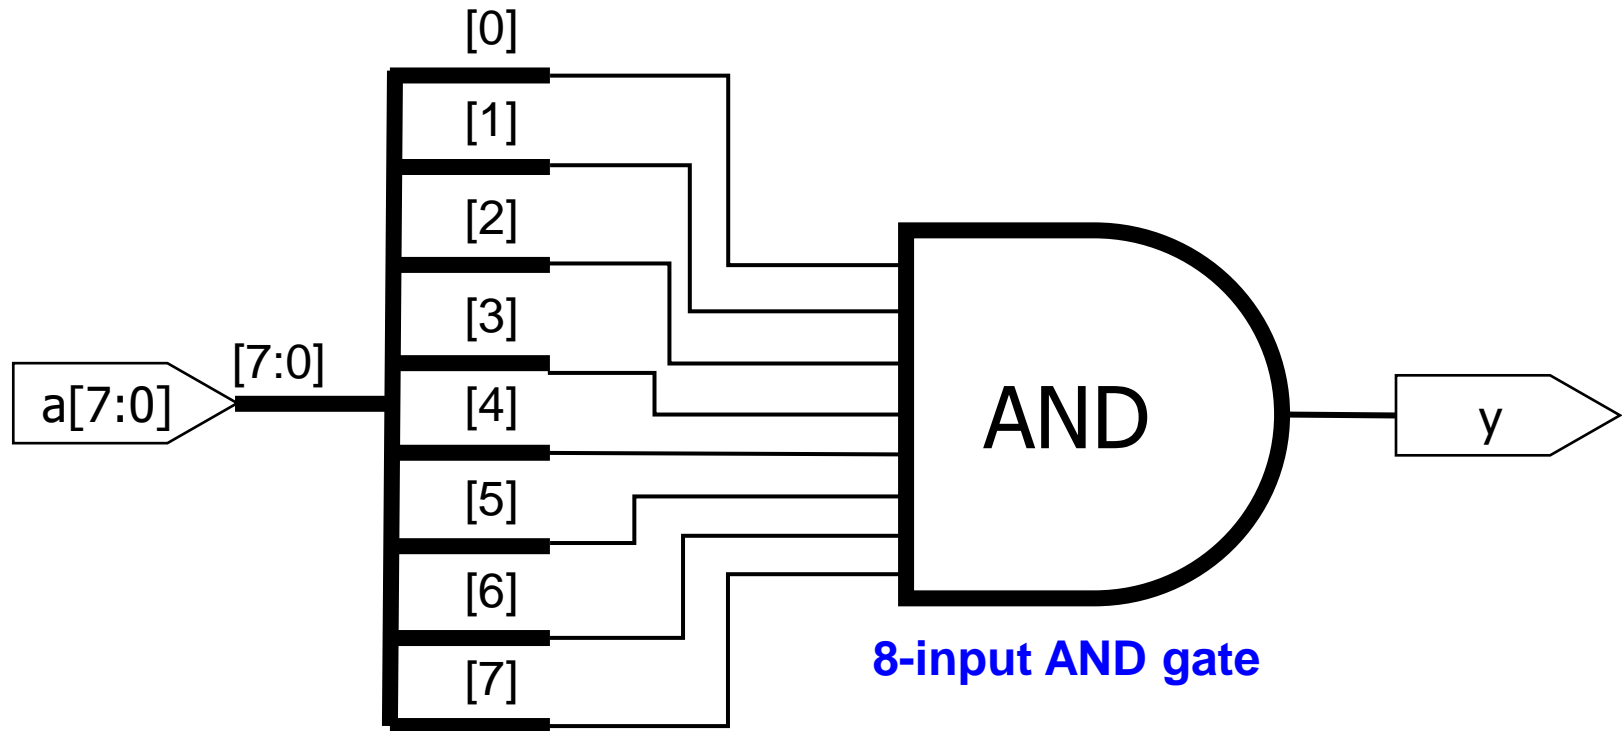 [0]
[1]
[2]
[3]
[7:0]
a[7:0]
[4]
AND
y
[5]
[6]
8-input AND gate
[7]